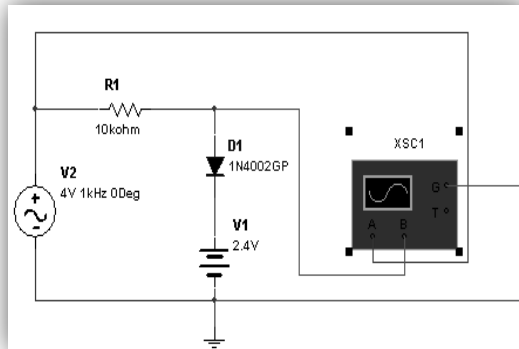 R1
10kohm
XSC1
D1
1N4002GP
V2
4V 1kHz 0Deg
G
T
A B
V1
2.4V